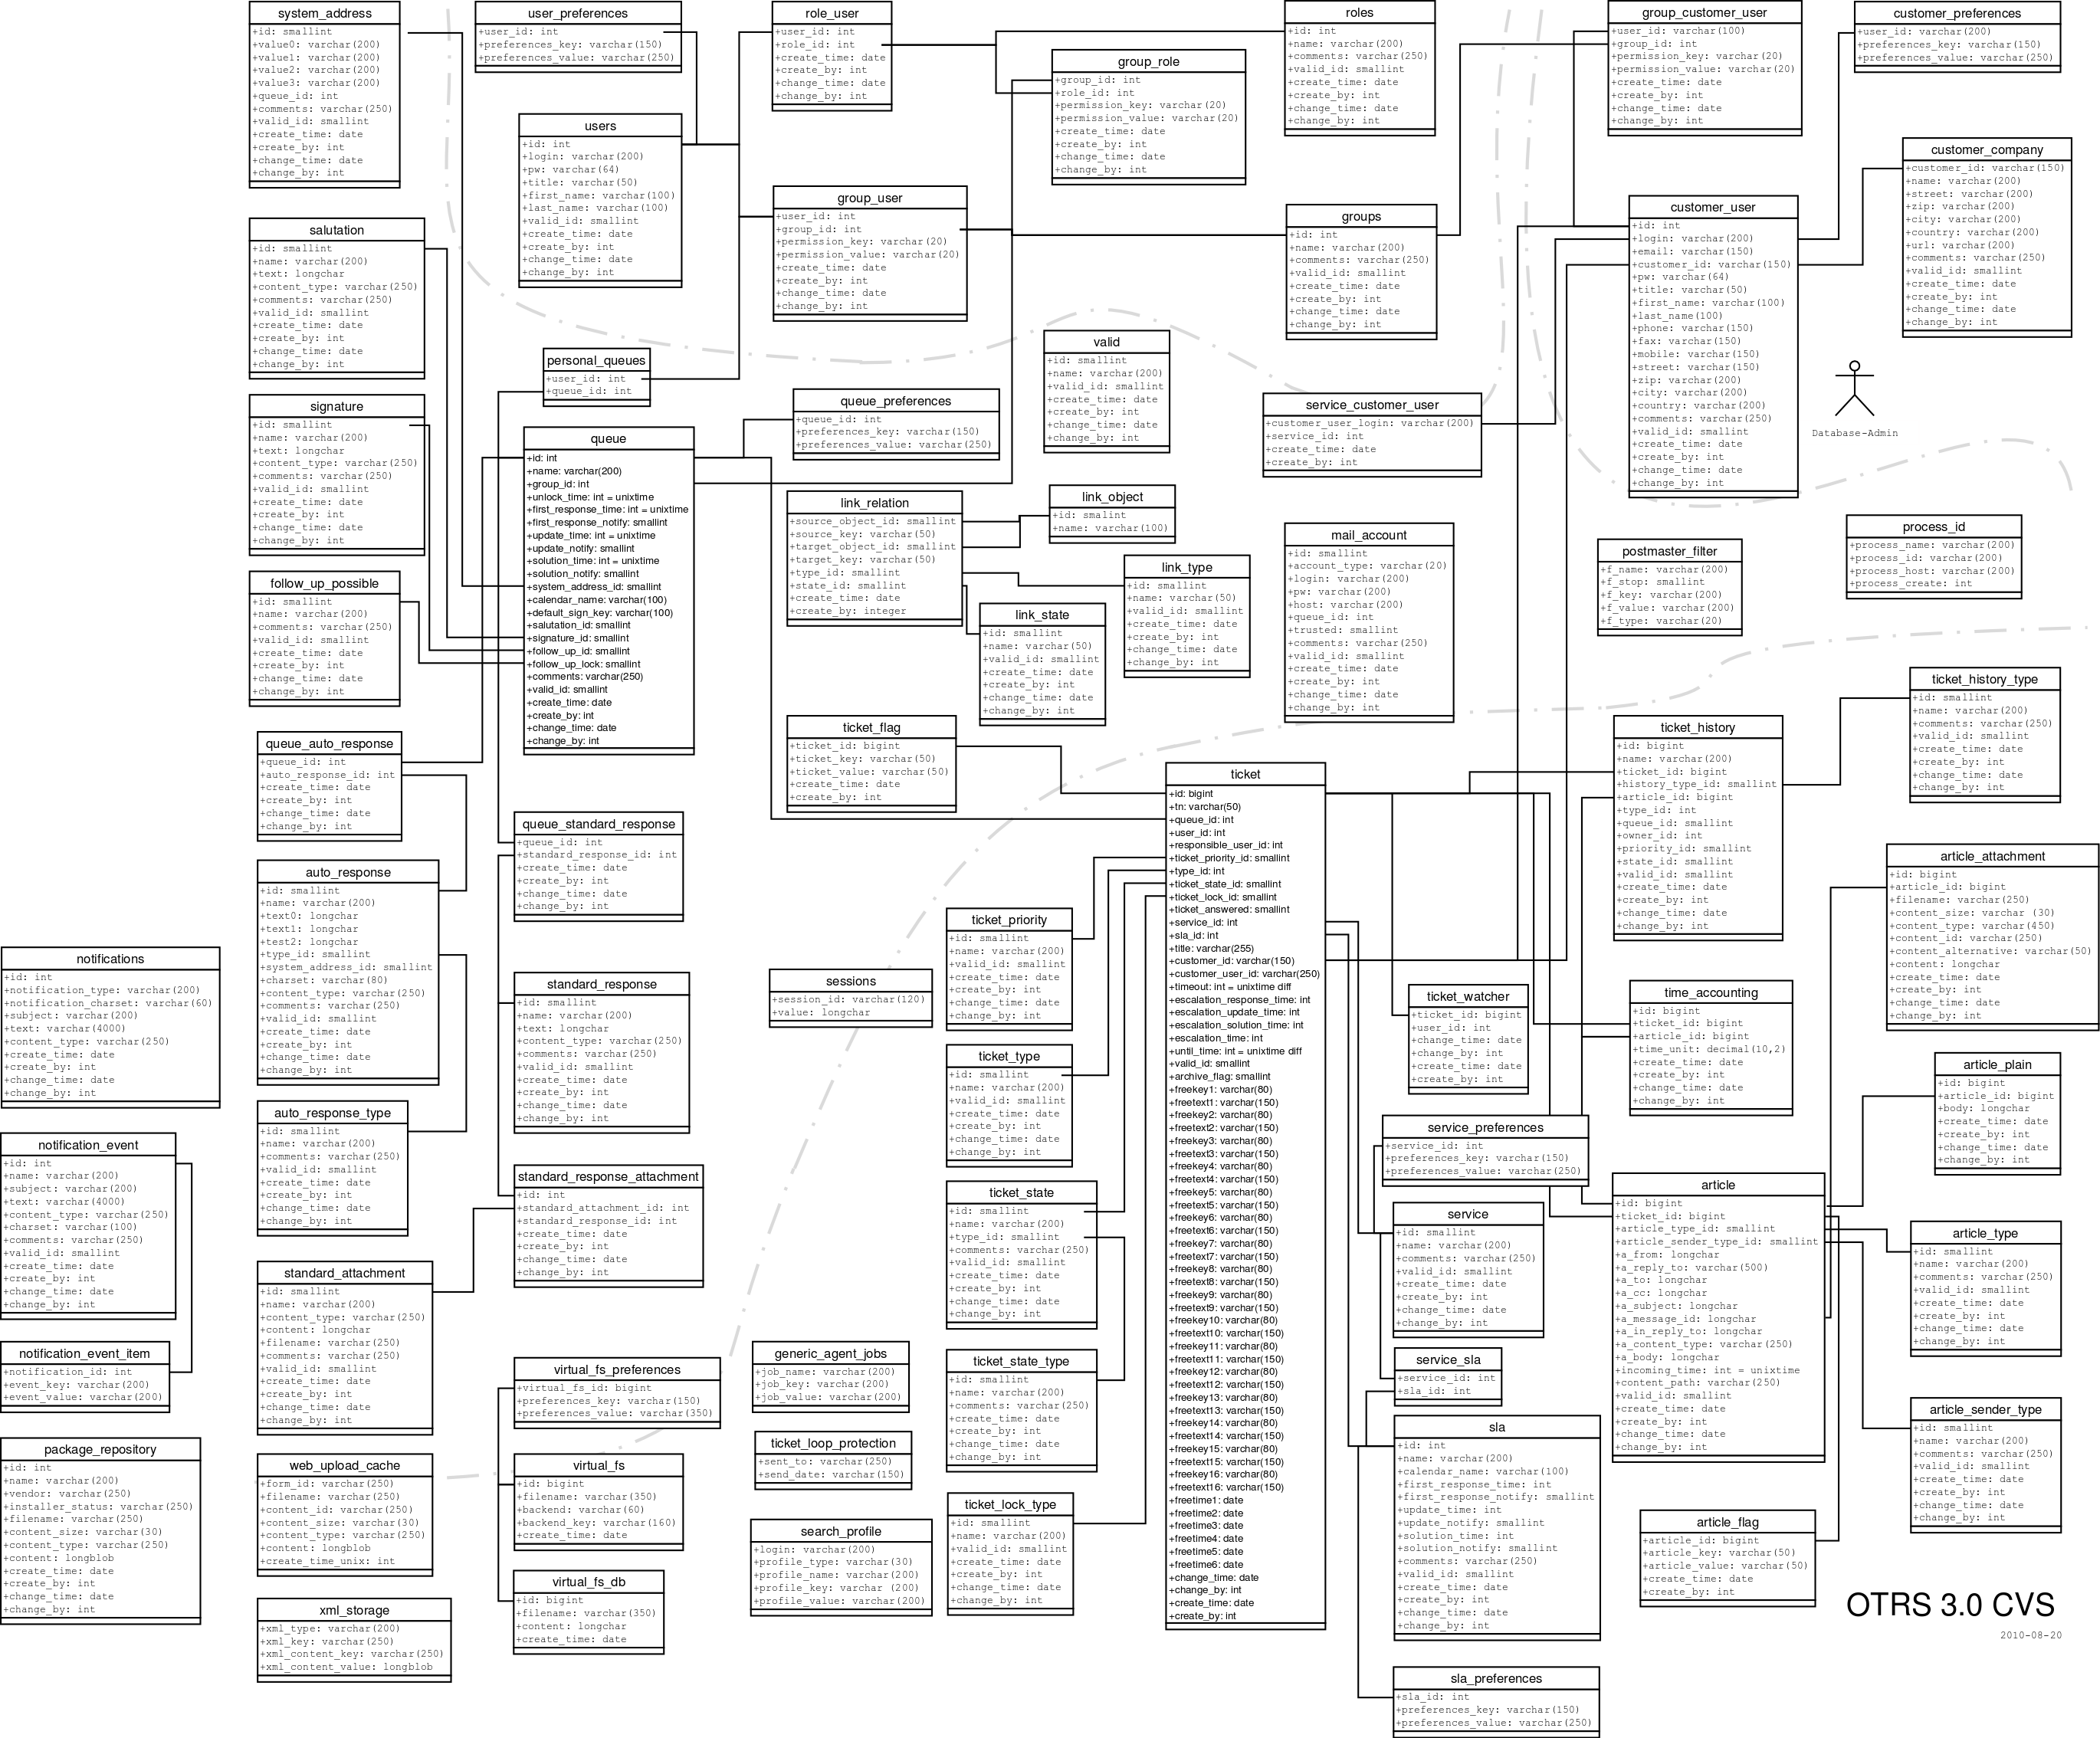 system_address
+id: smallint
+value0: varchar(200)
+value1: varchar(200)
+value2: varchar(200)
+value3: varchar(200)
+queue_id: int
+comments: varchar(250)
+valid_id: smallint
+create_time: date
+create_by: int
+change_time: date
+change_by: int
user_preferences
+user_id: int
+preferences_key: varchar(150)
+preferences_value: varchar(250)
role_user
+user_id: int
+role_id: int
+create_time: date
+create_by: int
+change_time: date
+change_by: int
group_role
+group_id: int
+role_id: int
+permission_key: varchar(20)
+permission_value: varchar(20)
+create_time: date
+create_by: int
+change_time: date
+change_by: int
roles
+id: int
+name: varchar(200)
+comments: varchar(250)
+valid_id: smallint
+create_time: date
+create_by: int
+change_time: date
+change_by: int
group_customer_user
+user_id: varchar(100)
+group_id: int
+permission_key: varchar(20)
+permission_value: varchar(20)
+create_time: date
+create_by: int
+change_time: date
+change_by: int
customer_preferences
+user_id: varchar(200)
+preferences_key: varchar(150)
+preferences_value: varchar(250)
users
+id: int
+login: varchar(200)
+pw: varchar(64)
+title: varchar(50)
+first_name: varchar(100)
+last_name: varchar(100)
+valid_id: smallint
+create_time: date
+create_by: int
+change_time: date
+change_by: int
group_user
+user_id: int
+group_id: int
+permission_key: varchar(20)
+permission_value: varchar(20)
+create_time: date
+create_by: int
+change_time: date
+change_by: int
groups
+id: int
+name: varchar(200)
+comments: varchar(250)
+valid_id: smallint
+create_time: date
+create_by: int
+change_time: date
+change_by: int
customer_user
+id: int
+login: varchar(200)
+email: varchar(150)
+customer_id: varchar(150)
+pw: varchar(64)
+title: varchar(50)
+first_name: varchar(100)
+last_name(100)
+phone: varchar(150)
+fax: varchar(150)
+mobile: varchar(150)
+street: varchar(150)
+zip: varchar(200)
+city: varchar(200)
+country: varchar(200)
+comments: varchar(250)
+valid_id: smallint
+create_time: date
+create_by: int
+change_time: date
+change_by: int
customer_company
+customer_id: varchar(150)
+name: varchar(200)
+street: varchar(200)
+zip: varchar(200)
+city: varchar(200)
+country: varchar(200)
+url: varchar(200)
+comments: varchar(250)
+valid_id: smallint
+create_time: date
+create_by: int
+change_time: date
+change_by: int
salutation
+id: smallint
+name: varchar(200)
+text: longchar
+content_type: varchar(250)
+comments: varchar(250)
+valid_id: smallint
+create_time: date
+create_by: int
+change_time: date
+change_by: int
signature
+id: smallint
+name: varchar(200)
+text: longchar
+content_type: varchar(250)
+comments: varchar(250)
+valid_id: smallint
+create_time: date
+create_by: int
+change_time: date
+change_by: int
follow_up_possible
+id: smallint
+name: varchar(200)
+comments: varchar(250)
+valid_id: smallint
+create_time: date
+create_by: int
+change_time: date
+change_by: int
personal_queues
+user_id: int
+queue_id: int
queue
+id: int
+name: varchar(200)
+group_id: int
+unlock_time: int = unixtime
+first_response_time: int = unixtime
+first_response_notify: smallint
+update_time: int = unixtime
+update_notify: smallint
+solution_time: int = unixtime
+solution_notify: smallint
+system_address_id: smallint
+calendar_name: varchar(100)
+default_sign_key: varchar(100)
+salutation_id: smallint
+signature_id: smallint
+follow_up_id: smallint
+follow_up_lock: smallint
+comments: varchar(250)
+valid_id: smallint
+create_time: date
+create_by: int
+change_time: date
+change_by: int
queue_preferences
+queue_id: int
+preferences_key: varchar(150)
+preferences_value: varchar(250)
valid
+id: smallint
+name: varchar(200)
+valid_id: smallint
+create_time: date
+create_by: int
+change_time: date
+change_by: int
service_customer_user
+customer_user_login: varchar(200)
+service_id: int
+create_time: date
+create_by: int
Database-Admin
link_relation
+source_object_id: smallint
+source_key: varchar(50)
+target_object_id: smallint
+target_key: varchar(50)
+type_id: smallint
+state_id: smallint
+create_time: date
+create_by: integer
link_object
+id: smalint
+name: varchar(100)
link_type
+id: smallint
+name: varchar(50)
+valid_id: smallint
+create_time: date
+create_by: int
+change_time: date
+change_by: int
link_state
+id: smallint
+name: varchar(50)
+valid_id: smallint
+create_time: date
+create_by: int
+change_time: date
+change_by: int
mail_account
+id: smallint
+account_type: varchar(20)
+login: varchar(200)
+pw: varchar(200)
+host: varchar(200)
+queue_id: int
+trusted: smallint
+comments: varchar(250)
+valid_id: smallint
+create_time: date
+create_by: int
+change_time: date
+change_by: int
postmaster_filter
+f_name: varchar(200)
+f_stop: smallint
+f_key: varchar(200)
+f_value: varchar(200)
+f_type: varchar(20)
process_id
+process_name: varchar(200)
+process_id: varchar(200)
+process_host: varchar(200)
+process_create: int
queue_auto_response
+queue_id: int
+auto_response_id: int
+create_time: date
+create_by: int
+change_time: date
+change_by: int
auto_response
+id: smallint
+name: varchar(200)
+text0: longchar
+text1: longchar
+test2: longchar
+type_id: smallint
+system_address_id: smallint
+charset: varchar(80)
+content_type: varchar(250)
+comments: varchar(250)
+valid_id: smallint
+create_time: date
+create_by: int
+change_time: date
+change_by: int
queue_standard_response
+queue_id: int
+standard_response_id: int
+create_time: date
+create_by: int
+change_time: date
+change_by: int
ticket_flag
+ticket_id: bigint
+ticket_key: varchar(50)
+ticket_value: varchar(50)
+create_time: date
+create_by: int
ticket
+id: bigint
+tn: varchar(50)
+queue_id: int
+user_id: int
+responsible_user_id: int
+ticket_priority_id: smallint
+type_id: int
+ticket_state_id: smallint
+ticket_lock_id: smallint
+ticket_answered: smallint
+service_id: int
+sla_id: int
+title: varchar(255)
+customer_id: varchar(150)
+customer_user_id: varchar(250)
+timeout: int = unixtime diff
+escalation_response_time: int
+escalation_update_time: int
+escalation_solution_time: int
+escalation_time: int
+until_time: int = unixtime diff
+valid_id: smallint
+archive_flag: smallint
+freekey1: varchar(80)
+freetext1: varchar(150)
+freekey2: varchar(80)
+freetext2: varchar(150)
+freekey3: varchar(80)
+freetext3: varchar(150)
+freekey4: varchar(80)
+freetext4: varchar(150)
+freekey5: varchar(80)
+freetext5: varchar(150)
+freekey6: varchar(80)
+freetext6: varchar(150)
+freekey7: varchar(80)
+freetext7: varchar(150)
+freekey8: varchar(80)
+freetext8: varchar(150)
+freekey9: varchar(80)
+freetext9: varchar(150)
+freekey10: varchar(80)
+freetext10: varchar(150)
+freekey11: varchar(80)
+freetext11: varchar(150)
+freekey12: varchar(80)
+freetext12: varchar(150)
+freekey13: varchar(80)
+freetext13: varchar(150)
+freekey14: varchar(80)
+freetext14: varchar(150)
+freekey15: varchar(80)
+freetext15: varchar(150)
+freekey16: varchar(80)
+freetext16: varchar(150)
+freetime1: date
+freetime2: date
+freetime3: date
+freetime4: date
+freetime5: date
+freetime6: date
+change_time: date
+change_by: int
+create_time: date
+create_by: int
ticket_history
+id: bigint
+name: varchar(200)
+ticket_id: bigint
+history_type_id: smallint
+article_id: bigint
+type_id: int
+queue_id: smallint
+owner_id: int
+priority_id: smallint
+state_id: smallint
+valid_id: smallint
+create_time: date
+create_by: int
+change_time: date
+change_by: int
ticket_history_type
+id: smallint
+name: varchar(200)
+comments: varchar(250)
+valid_id: smallint
+create_time: date
+create_by: int
+change_time: date
+change_by: int
article_attachment
+id: bigint
+article_id: bigint
+filename: varchar(250)
+content_size: varchar (30)
+content_type: varchar(450)
+content_id: varchar(250)
+content_alternative: varchar(50)
+content: longchar
+create_time: date
+create_by: int
+change_time: date
+change_by: int
notifications
+id: int
+notification_type: varchar(200)
+notification_charset: varchar(60)
+subject: varchar(200)
+text: varchar(4000)
+content_type: varchar(250)
+create_time: date
+create_by: int
+change_time: date
+change_by: int
standard_response
+id: smallint
+name: varchar(200)
+text: longchar
+content_type: varchar(250)
+comments: varchar(250)
+valid_id: smallint
+create_time: date
+create_by: int
+change_time: date
+change_by: int
sessions
+session_id: varchar(120)
+value: longchar
ticket_priority
+id: smallint
+name: varchar(200)
+valid_id: smallint
+create_time: date
+create_by: int
+change_time: date
+change_by: int
ticket_type
+id: smallint
+name: varchar(200)
+valid_id: smallint
+create_time: date
+create_by: int
+change_time: date
+change_by: int
ticket_watcher
+ticket_id: bigint
+user_id: int
+change_time: date
+change_by: int
+create_time: date
+create_by: int
time_accounting
+id: bigint
+ticket_id: bigint
+article_id: bigint
+time_unit: decimal(10,2)
+create_time: date
+create_by: int
+change_time: date
+change_by: int
article_plain
+id: bigint
+article_id: bigint
+body: longchar
+create_time: date
+create_by: int
+change_time: date
+change_by: int
notification_event
+id: int
+name: varchar(200)
+subject: varchar(200)
+text: varchar(4000)
+content_type: varchar(250)
+charset: varchar(100)
+comments: varchar(250)
+valid_id: smallint
+create_time: date
+create_by: int
+change_time: date
+change_by: int
auto_response_type
+id: smallint
+name: varchar(200)
+comments: varchar(250)
+valid_id: smallint
+create_time: date
+create_by: int
+change_time: date
+change_by: int
standard_response_attachment
+id: int
+standard_attachment_id: int
+standard_response_id: int
+create_time: date
+create_by: int
+change_time: date
+change_by: int
ticket_state
+id: smallint
+name: varchar(200)
+type_id: smallint
+comments: varchar(250)
+valid_id: smallint
+create_time: date
+create_by: int
+change_time: date
+change_by: int
service_preferences
+service_id: int
+preferences_key: varchar(150)
+preferences_value: varchar(250)
service
+id: smallint
+name: varchar(200)
+comments: varchar(250)
+valid_id: smallint
+create_time: date
+create_by: int
+change_time: date
+change_by: int
article
+id: bigint
+ticket_id: bigint
+article_type_id: smallint
+article_sender_type_id: smallint
+a_from: longchar
+a_reply_to: varchar(500)
+a_to: longchar
+a_cc: longchar
+a_subject: longchar
+a_message_id: longchar
+a_in_reply_to: longchar
+a_content_type: varchar(250)
+a_body: longchar
+incoming_time: int = unixtime
+content_path: varchar(250)
+valid_id: smallint
+create_time: date
+create_by: int
+change_time: date
+change_by: int
article_type
+id: smallint
+name: varchar(200)
+comments: varchar(250)
+valid_id: smallint
+create_time: date
+create_by: int
+change_time: date
+change_by: int
standard_attachment
+id: smallint
+name: varchar(200)
+content_type: varchar(250)
+content: longchar
+filename: varchar(250)
+comments: varchar(250)
+valid_id: smallint
+create_time: date
+create_by: int
+change_time: date
+change_by: int
notification_event_item
+notification_id: int
+event_key: varchar(200)
+event_value: varchar(200)
virtual_fs_preferences
+virtual_fs_id: bigint
+preferences_key: varchar(150)
+preferences_value: varchar(350)
generic_agent_jobs
+job_name: varchar(200)
+job_key: varchar(200)
+job_value: varchar(200)
ticket_state_type
+id: smallint
+name: varchar(200)
+comments: varchar(250)
+create_time: date
+create_by: int
+change_time: date
+change_by: int
service_sla
+service_id: int
+sla_id: int
article_sender_type
+id: smallint
+name: varchar(200)
+comments: varchar(250)
+valid_id: smallint
+create_time: date
+create_by: int
+change_time: date
+change_by: int
package_repository
+id: int
+name: varchar(200)
+vendor: varchar(250)
+installer_status: varchar(250)
+filename: varchar(250)
+content_size: varchar(30)
+content_type: varchar(250)
+content: longblob
+create_time: date
+create_by: int
+change_time: date
+change_by: int
web_upload_cache
+form_id: varchar(250)
+filename: varchar(250)
+content_id: varchar(250)
+content_size: varchar(30)
+content_type: varchar(250)
+content: longblob
+create_time_unix: int
virtual_fs
+id: bigint
+filename: varchar(350)
+backend: varchar(60)
+backend_key: varchar(160)
+create_time: date
ticket_loop_protection
+sent_to: varchar(250)
+send_date: varchar(150)
sla
+id: int
+name: varchar(200)
+calendar_name: varchar(100)
+first_response_time: int
+first_response_notify: smallint
+update_time: int
+update_notify: smallint
+solution_time: int
+solution_notify: smallint
+comments: varchar(250)
+valid_id: smallint
+create_time: date
+create_by: int
+change_time: date
+change_by: int
search_profile
+login: varchar(200)
+profile_type: varchar(30)
+profile_name: varchar(200)
+profile_key: varchar (200)
+profile_value: varchar(200)
ticket_lock_type
+id: smallint
+name: varchar(200)
+valid_id: smallint
+create_time: date
+create_by: int
+change_time: date
+change_by: int
article_flag
+article_id: bigint
+article_key: varchar(50)
+article_value: varchar(50)
+create_time: date
+create_by: int
xml_storage
+xml_type: varchar(200)
+xml_key: varchar(250)
+xml_content_key: varchar(250)
+xml_content_value: longblob
virtual_fs_db
+id: bigint
+filename: varchar(350)
+content: longchar
+create_time: date
OTRS 3.0 CVS
2010-08-20
sla_preferences
+sla_id: int
+preferences_key: varchar(150)
+preferences_value: varchar(250)